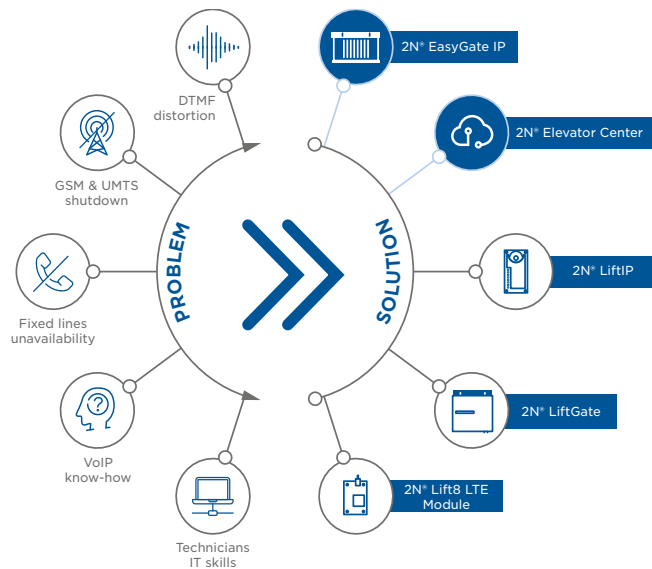 DTMF
distortion
GSM & UMTS
shutdown
Fixed lines
unavailability
VoIP
know-how
Technicians
IT skills
PROBLEM
SOLUTION
2N® EasyGate IP
2N® Elevator Center
2N® LiftIP
2N® LiftGate
2N® Lift8 LTE
Module
?